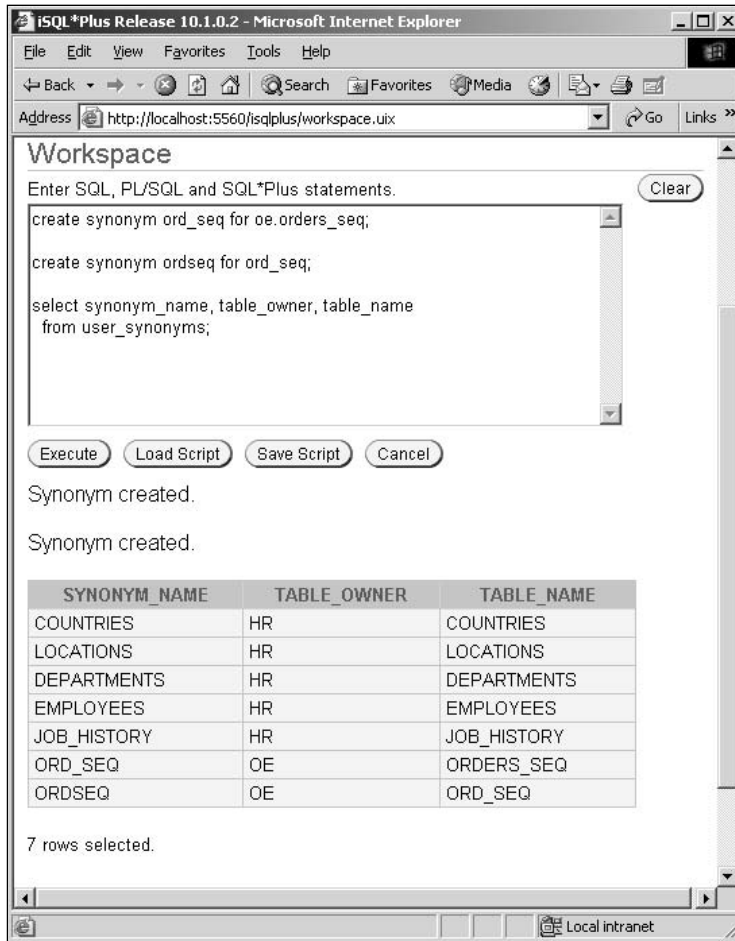 iSQL*Plus Release 10.1.0.2 - Microsoft Internet Explorer
File Edit View Favorites Tools Help
Back Search Favorites Media
Address http://localhost:5560/isqlplus/workspace.uix Go Links »
Workspace
Enter SQL, PL/SQL and SQL*Plus statements. Clear
create synonym ord_seq for oe.orders_seq;
create synonym ordseq for ord_seq;
select synonym_name, table_owner, table_name
from user_synonyms;
Execute Load Script Save Script Cancel
Synonym created.
Synonym created.
SYNONYM_NAME TABLE_OWNER TABLE_NAME
COUNTRIES HR COUNTRIES
LOCATIONS HR LOCATIONS
DEPARTMENTS HR DEPARTMENTS
EMPLOYEES HR EMPLOYEES
JOB_HISTORY HR JOB_HISTORY
ORD_SEQ OE ORDERS_SEQ
ORDSEQ OE ORD_SEQ
7 rows selected.
Local intranet